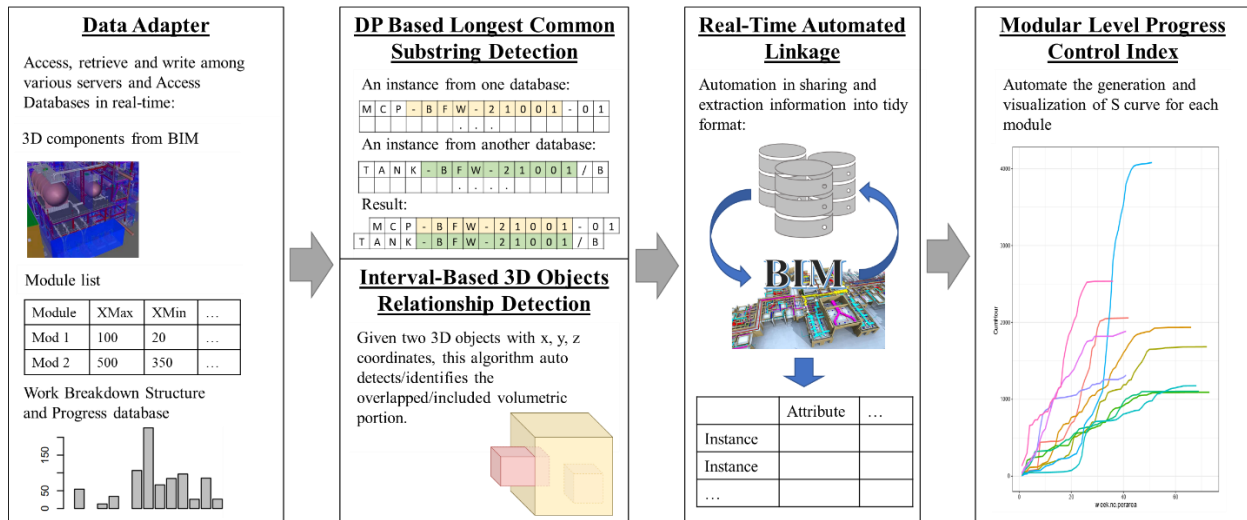 Data Adapter
Access, retrieve and write among
various servers and Access
Databases in real-time:
3D components from BIM
Module list
Module XMax XMin …
Mod 1 100 20 …
Mod 2 500 350 …
Work Breakdown Structure
and Progress database
150
50
0
DP Based Longest Common
Substring Detection
An instance from one database:
M C P - B F W - 2 1 0 0 1 - 0 1
. . .
An instance from another database:
T A N K - B F W - 2 1 0 0 1 / B
. . . .
Result:
M C P - B F W - 2 1 0 0 1 - 0 1
T A N K - B F W - 2 1 0 0 1 / B
Interval-Based 3D Objects
Relationship Detection
Given two 3D objects with x, y, z
coordinates, this algorithm auto
detects/identifies the
overlapped/included volumetric
portion.
Real-Time Automated
Linkage
Automation in sharing and
extraction information into tidy
format:
BIM
Attribute …
Instance
Instance
…
Modular Level Progress
Control Index
Automate the generation and
visualization of S curve for each
module
4000
3000
2000
1000
0
0 20 40 60